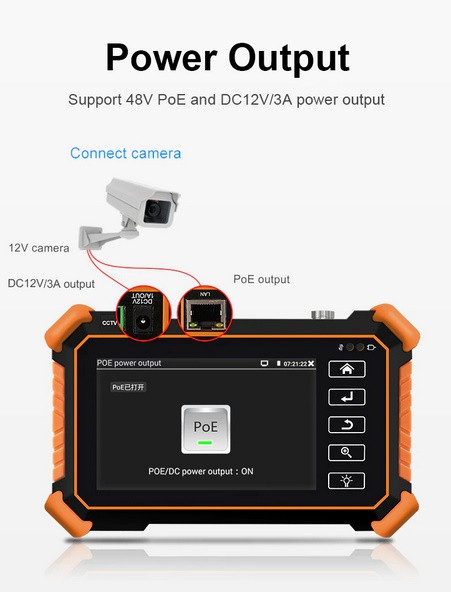 Power Output
Support 48V PoE and DC12V/3A power output
Connect camera
12V camera
DC12V/3A output
PoE output
DC12V
1A/OUT
LAN
CCTV
POE power output
07:21:22
PoE已打开
PoE
POE/DC power output：ON